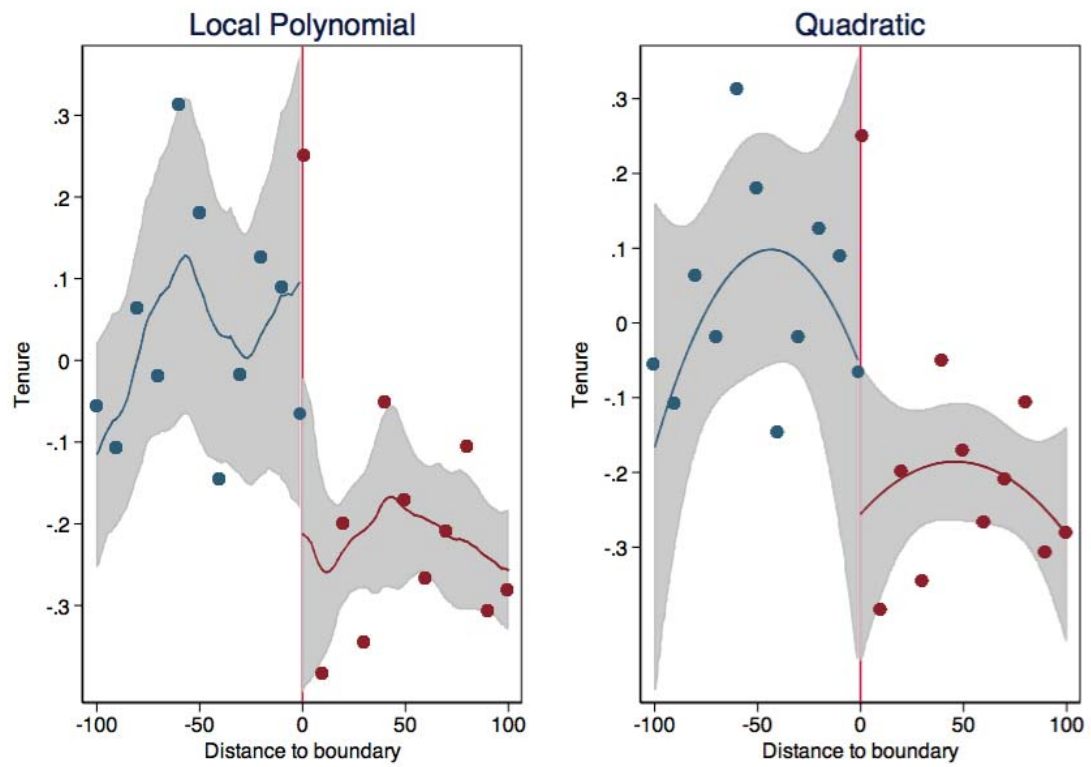 Local Polynomial
.3
.2
.1
0
-.1
-.2
-.3
Tenure
-100 -50 0 50 100
Distance to boundary
Quadratic
.3
.2
.1
0
-.1
-.2
-.3
Tenure
-100 -50 0 50 100
Distance to boundary